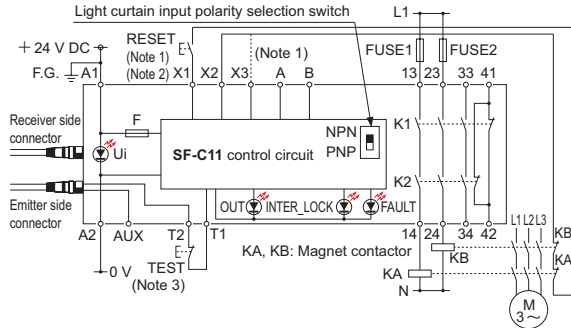 Light curtain input polarity selection switch
L1
+ 24 V DC
RESET
(Note 1)
(Note 2)
(Note 1)
FUSE1
FUSE2
F.G.
A1
X1
X2
X3
A
B
13
23
33
41
Receiver side
connector
F
Ui
SF-C11 control circuit
NPN
PNP
K1
K2
Emitter side
connector
OUT
INTER_LOCK
FAULT
A2
AUX
T2
T1
14
24
34
42
L1
L2
L3
KA, KB: Magnet contactor
KB
KB
KA
KA
0 V
TEST
(Note 3)
N
M
3～